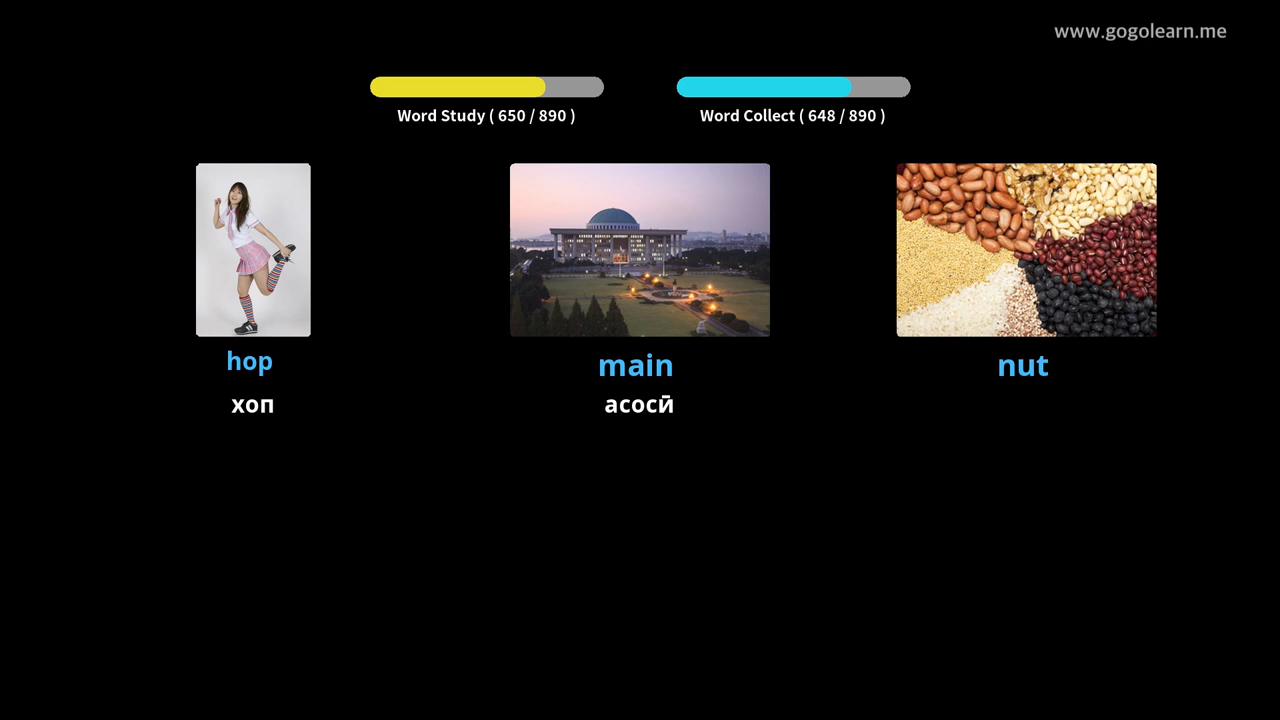 www.gogolearn.me
Word Study ( 650 / 890 )
Word Collect ( 648 / 890 )
hop
main
nut
хоп
асосӣ